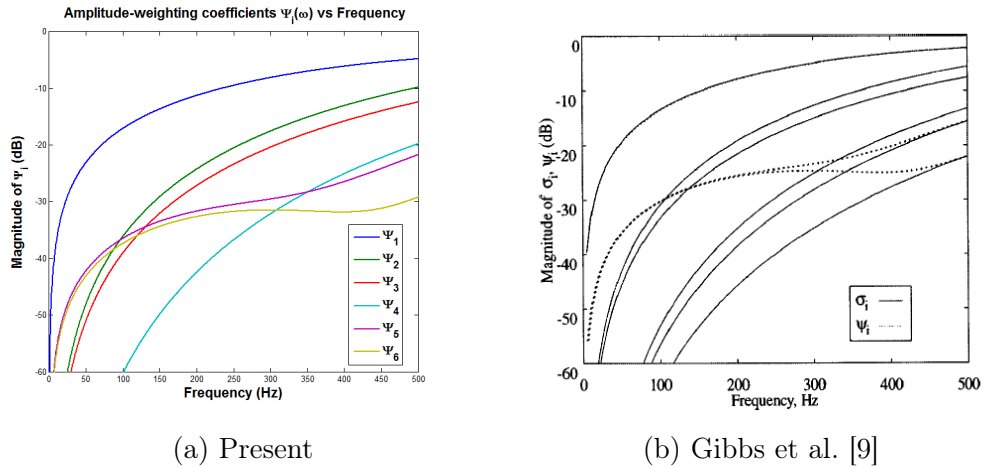 Amplitude-weighting coefficients Ψi(ω) vs Frequency
Magnitude of Ψi (dB)
0
-10
-20
-30
-40
-50
-60
0 50 100 150 200 250 300 350 400 450 500
Frequency (Hz)
Ψ1
Ψ2
Ψ3
Ψ4
Ψ5
Ψ6
(a) Present
Magnitude of σi, ψi (dB)
0
-10
-20
-30
-40
-50
-60
0 100 200 300 400 500
Frequency, Hz
σi
ψi
(b) Gibbs et al. [9]